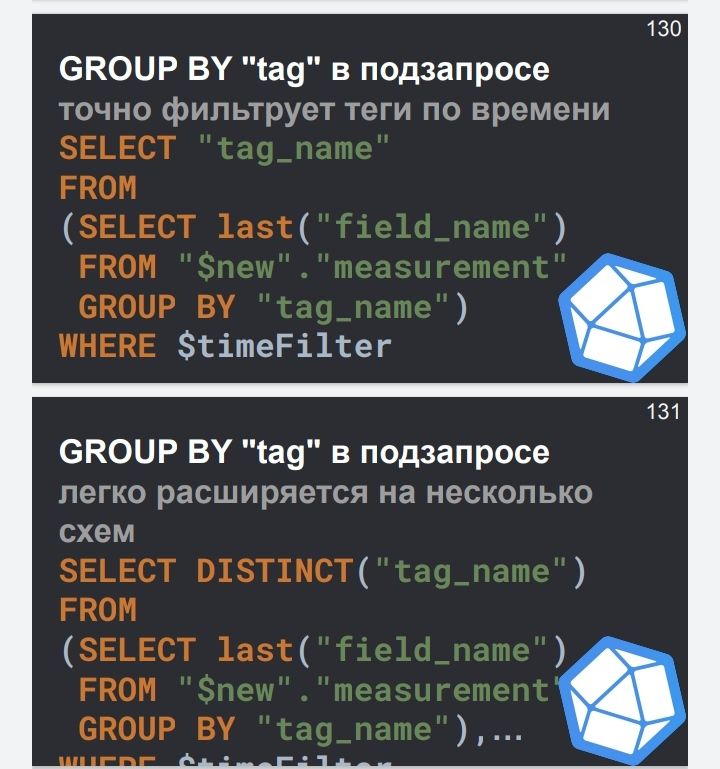 130
GROUP BY "tag" в подзапросе
точно фильтрует теги по времени
SELECT "tag_name"
FROM
(SELECT last("field_name")
FROM "$new"."measurement"
GROUP BY "tag_name")
WHERE $timeFilter
131
GROUP BY "tag" в подзапросе
легко расширяется на несколько
схем
SELECT DISTINCT("tag_name")
FROM
(SELECT last("field_name")
FROM "$new"."measurement"
GROUP BY "tag_name"),...
WHERE $timeFilter